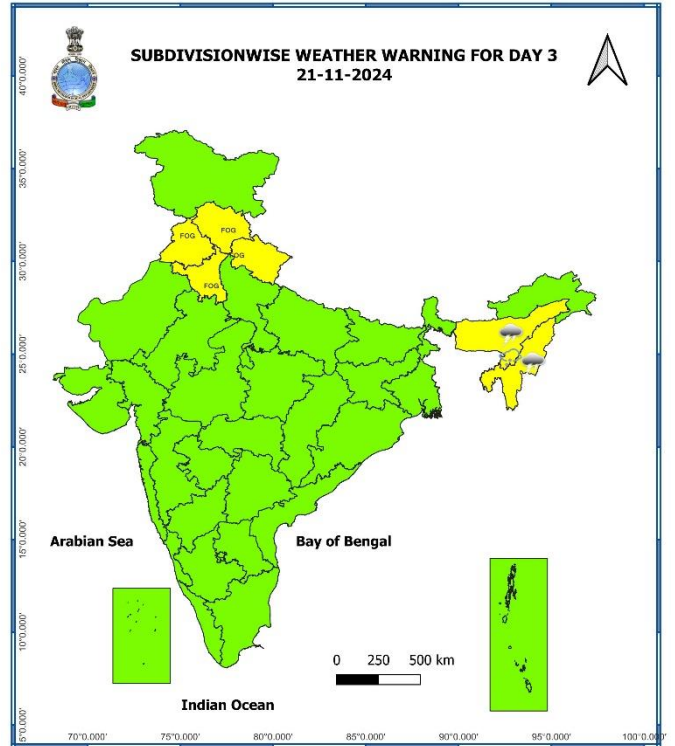 SUBDIVISIONWISE WEATHER WARNING FOR DAY 3
21-11-2024
40°0.000'
35°0.000'
30°0.000'
25°0.000'
20°0.000'
15°0.000'
10°0.000'
5°0.000'
FOG
FOG
OG
FOG
Arabian Sea
Bay of Bengal
0 250 500 km
Indian Ocean
70°0.000' 75°0.000' 80°0.000' 85°0.000' 90°0.000' 95°0.000' 100°0.000'